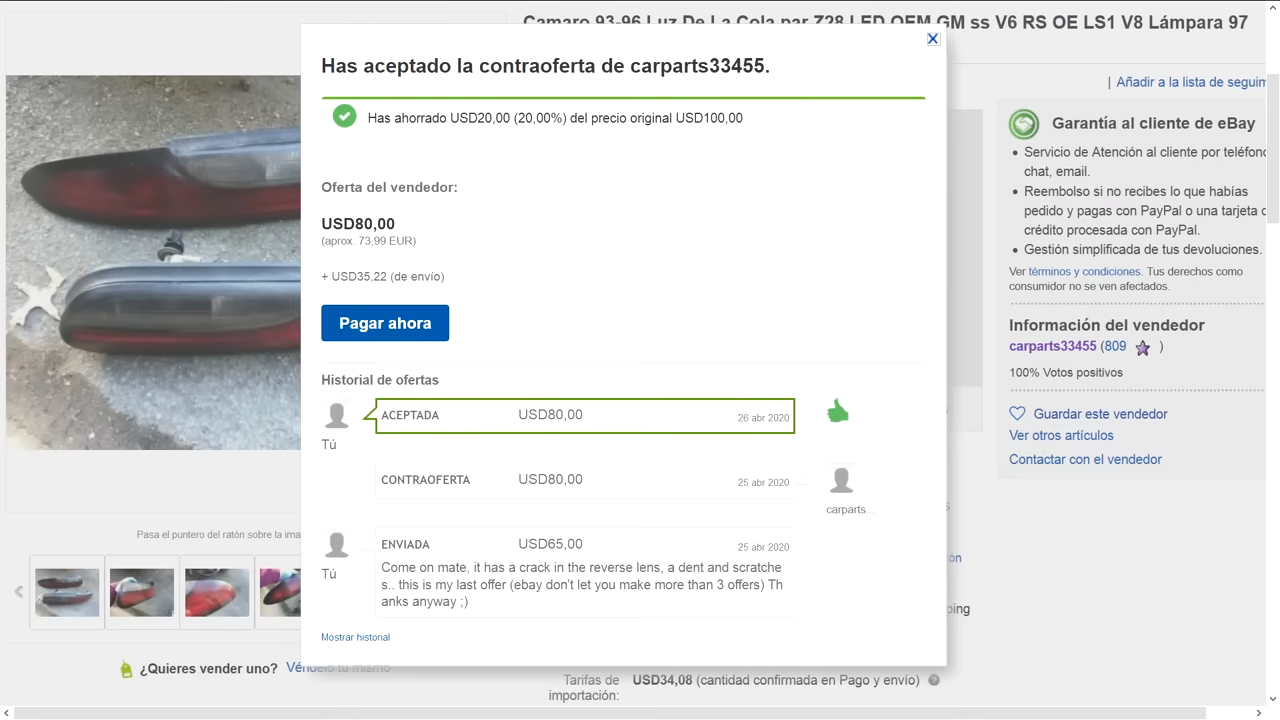 Camaro 93-96 Luz De La Cola par Z28 LED OEM GM ss V6 RS OE LS1 V8 Lámpara 97
Has aceptado la contraoferta de carparts33455.
Has ahorrado USD20,00 (20,00%) del precio original USD100,00
Oferta del vendedor:
USD80,00
(aprox. 73,99 EUR)
+ USD35,22 (de envío)
Pagar ahora
Historial de ofertas
ACEPTADA USD80,00 26 abr 2020
Tú
CONTRAOFERTA USD80,00 25 abr 2020
carparts...
ENVIADA USD65,00 25 abr 2020
Tú
Come on mate, it has a crack in the reverse lens, a dent and scratche
s.. this is my last offer (ebay don't let you make more than 3 offers) Th
anks anyway ;)
Mostrar historial
| Añadir a la lista de seguim
Garantía al cliente de eBay
• Servicio de Atención al cliente por teléfono
chat, email.
• Reembolso si no recibes lo que habías
pedido y pagas con PayPal o una tarjeta c
crédito procesada con PayPal.
• Gestión simplificada de tus devoluciones.
Ver términos y condiciones. Tus derechos como
consumidor no se ven afectados.
Información del vendedor
carparts33455 (809 )
100% Votos positivos
Guardar este vendedor
Ver otros artículos
Contactar con el vendedor
Pasa el puntero del ratón sobre la ima
¿Quieres vender uno? Véndelo tú mismo
ón
ping
Tarifas de USD34,08 (cantidad confirmada en Pago y envío)
importación: